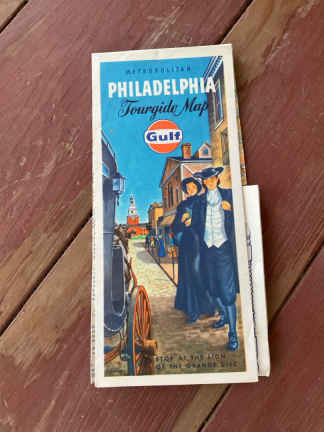 METROPOLITAN
PHILADELPHIA
Tourgide Map
Gulf
STOP AT THE SIGN
OF THE ORANGE DISC